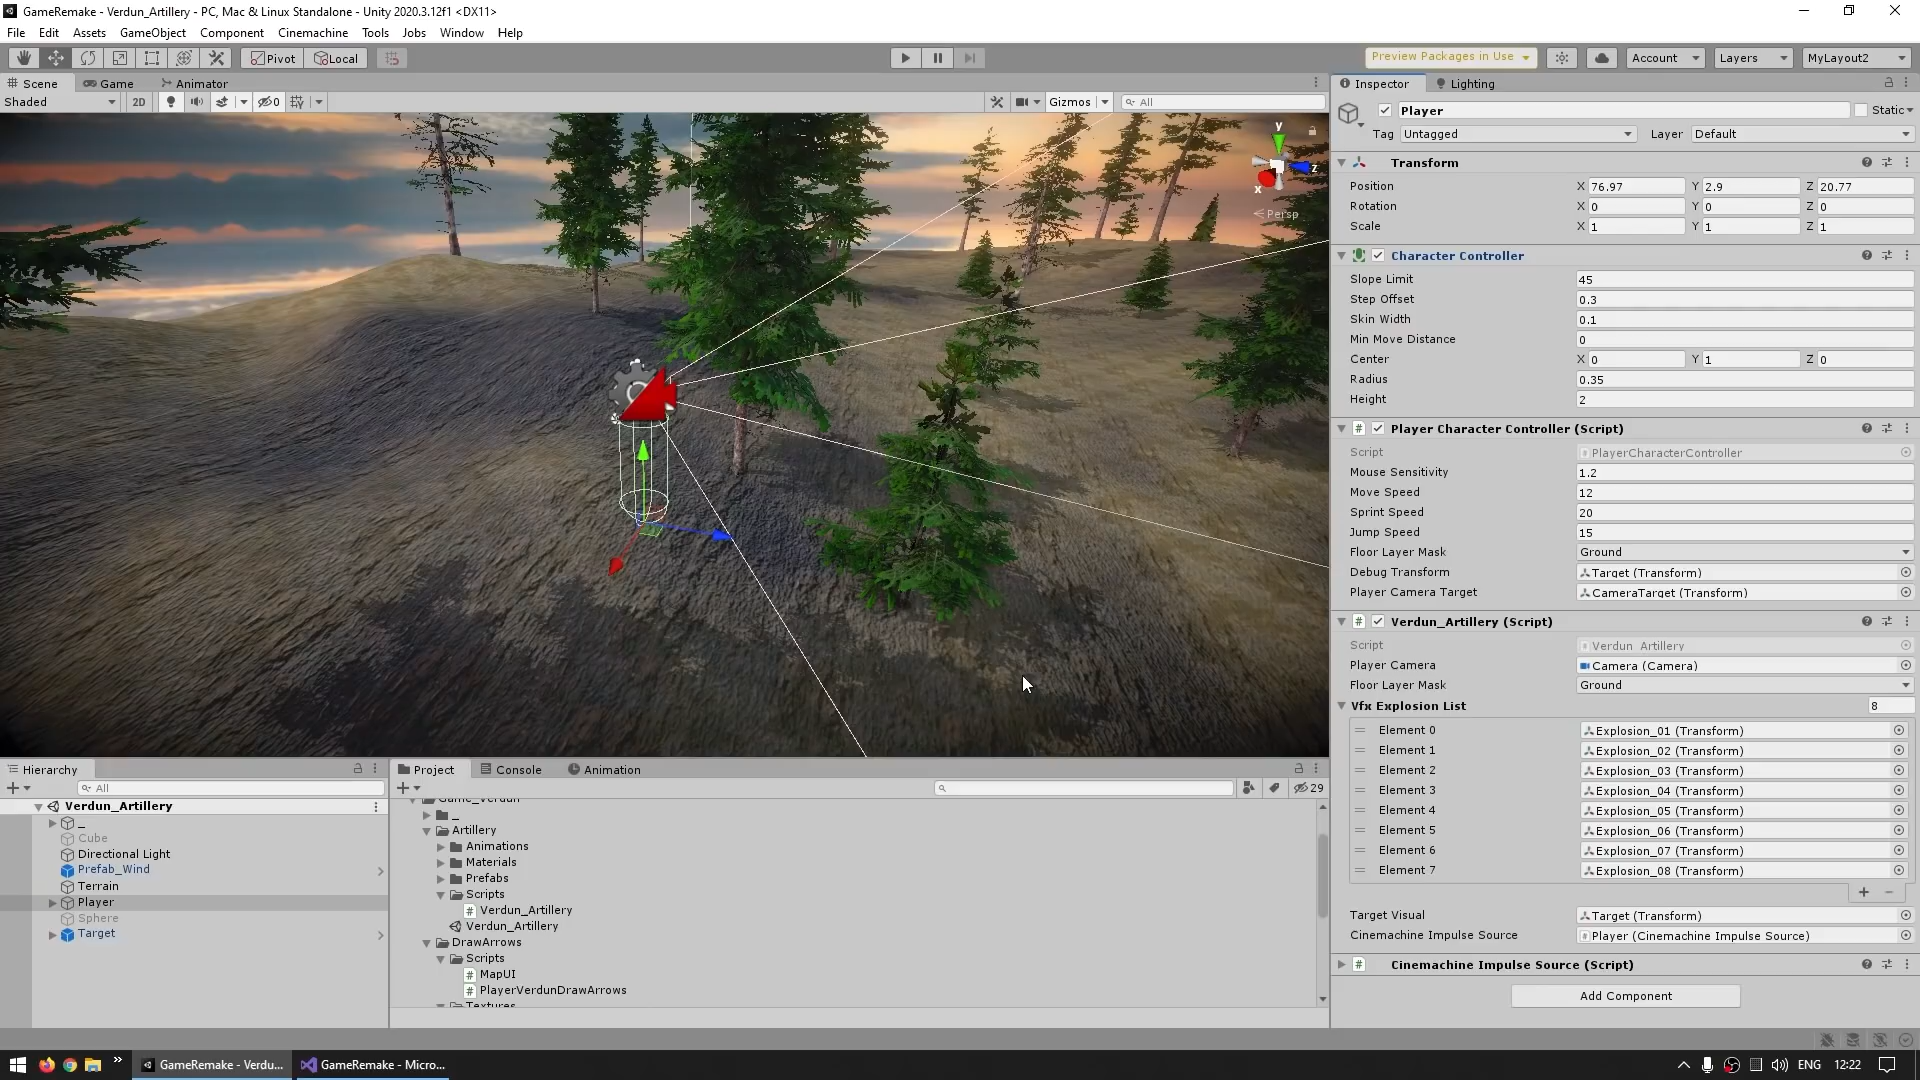 GameRemake - Verdun_Artillery - PC, Mac & Linux Standalone - Unity 2020.3.12f1 <DX11>
File Edit Assets GameObject Component Cinemachine Tools Jobs Window Help
Pivot Local Preview Packages in Use Account Layers MyLayout2
Scene Game Animator
Shaded 2D 0 Gizmos All
y
z
x
Persp
Inspector Lighting
Player Static
Tag Untagged Layer Default
Transform
Position X 76.97 Y 2.9 Z 20.77
Rotation X 0 Y 0 Z 0
Scale X 1 Y 1 Z 1
Character Controller
Slope Limit 45
Step Offset 0.3
Skin Width 0.1
Min Move Distance 0
Center X 0 Y 1 Z 0
Radius 0.35
Height 2
Player Character Controller (Script)
Script PlayerCharacterController
Mouse Sensitivity 1.2
Move Speed 12
Sprint Speed 20
Jump Speed 15
Floor Layer Mask Ground
Debug Transform Target (Transform)
Player Camera Target CameraTarget (Transform)
Verdun_Artillery (Script)
Script Verdun_Artillery
Player Camera Camera (Camera)
Floor Layer Mask Ground
Vfx Explosion List 8
Element 0 Explosion_01 (Transform)
Element 1 Explosion_02 (Transform)
Element 2 Explosion_03 (Transform)
Element 3 Explosion_04 (Transform)
Element 4 Explosion_05 (Transform)
Element 5 Explosion_06 (Transform)
Element 6 Explosion_07 (Transform)
Element 7 Explosion_08 (Transform)
Target Visual Target (Transform)
Cinemachine Impulse Source Player (Cinemachine Impulse Source)
Cinemachine Impulse Source (Script)
Add Component
Hierarchy
All
Verdun_Artillery
_
Cube
Directional Light
Prefab_Wind
Terrain
Player
Sphere
Target
Project Console Animation
29
Game_Verdun
_
Artillery
Animations
Materials
Prefabs
Scripts
Verdun_Artillery
Verdun_Artillery
DrawArrows
Scripts
MapUI
PlayerVerdunDrawArrows
Textures
GameRemake - Verdu... GameRemake - Micro... ENG 12:22